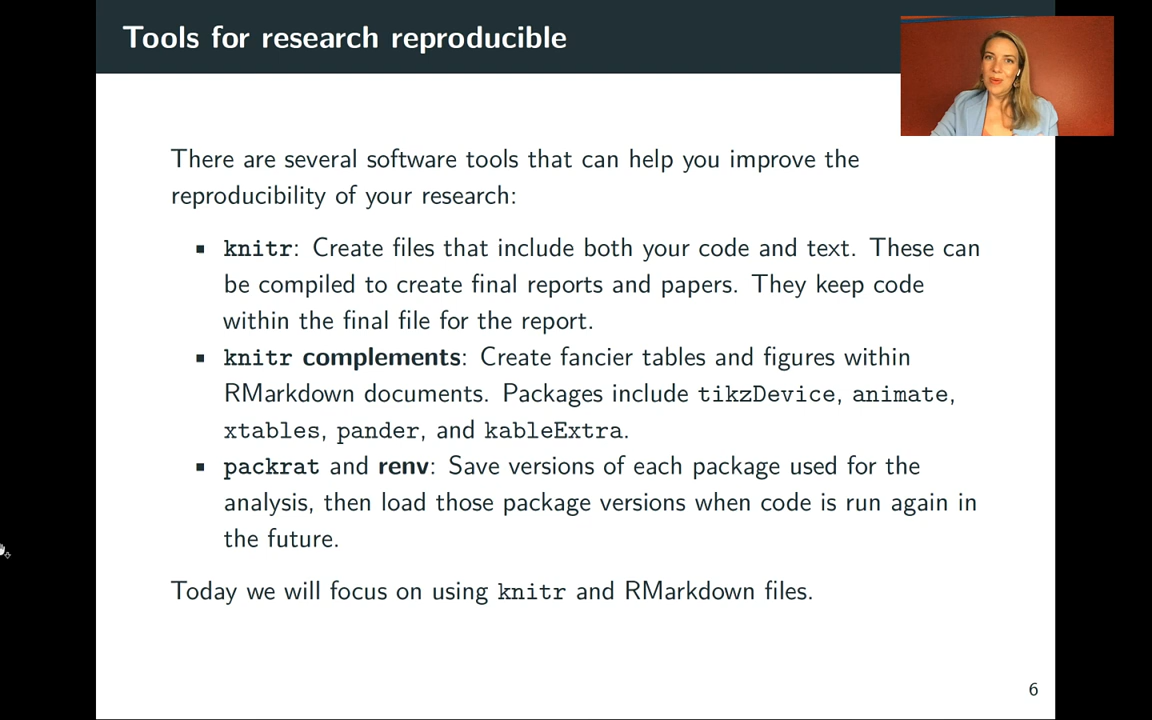 Tools for research reproducible
There are several software tools that can help you improve the
reproducibility of your research:
▪ knitr: Create files that include both your code and text. These can
be compiled to create final reports and papers. They keep code
within the final file for the report.
▪ knitr complements: Create fancier tables and figures within
RMarkdown documents. Packages include tikzDevice, animate,
xtables, pander, and kableExtra.
▪ packrat and renv: Save versions of each package used for the
analysis, then load those package versions when code is run again in
the future.
Today we will focus on using knitr and RMarkdown files.
6